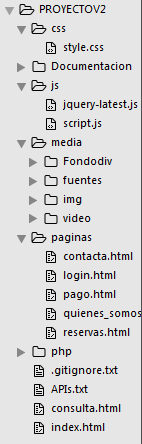 PROYECTOV2
css
style.css
Documentacion
js
jquery-latest.js
script.js
media
Fondodiv
fuentes
img
video
paginas
contacta.html
login.html
pago.html
quienes_somos
reservas.html
php
.gitignore.txt
APIs.txt
consulta.html
index.html